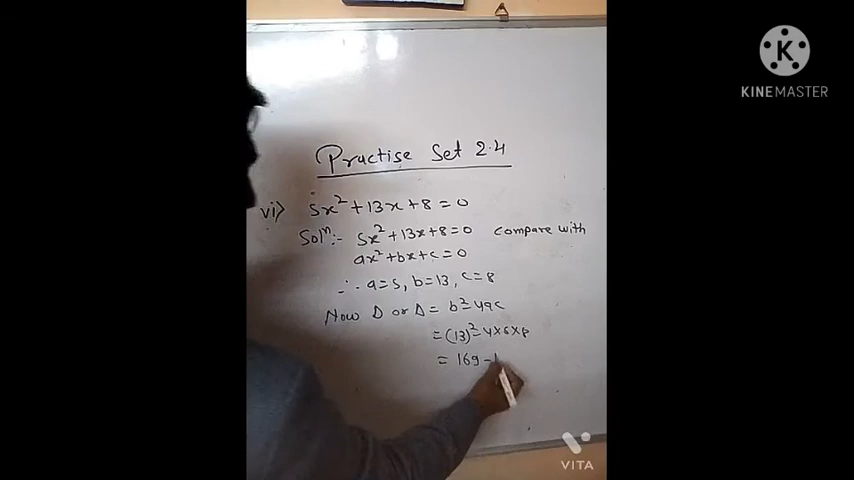 K
KINEMASTER
Practise Set 2.4
vi) 5x² + 13x + 8 = 0
Solⁿ:- 5x² + 13x + 8 = 0 compare with
ax² + bx + c = 0
∴ a = 5, b = 13, c = 8
Now D or Δ = b² - 4ac
= (13)² - 4 × 5 × 8
= 169 - 1
VITA